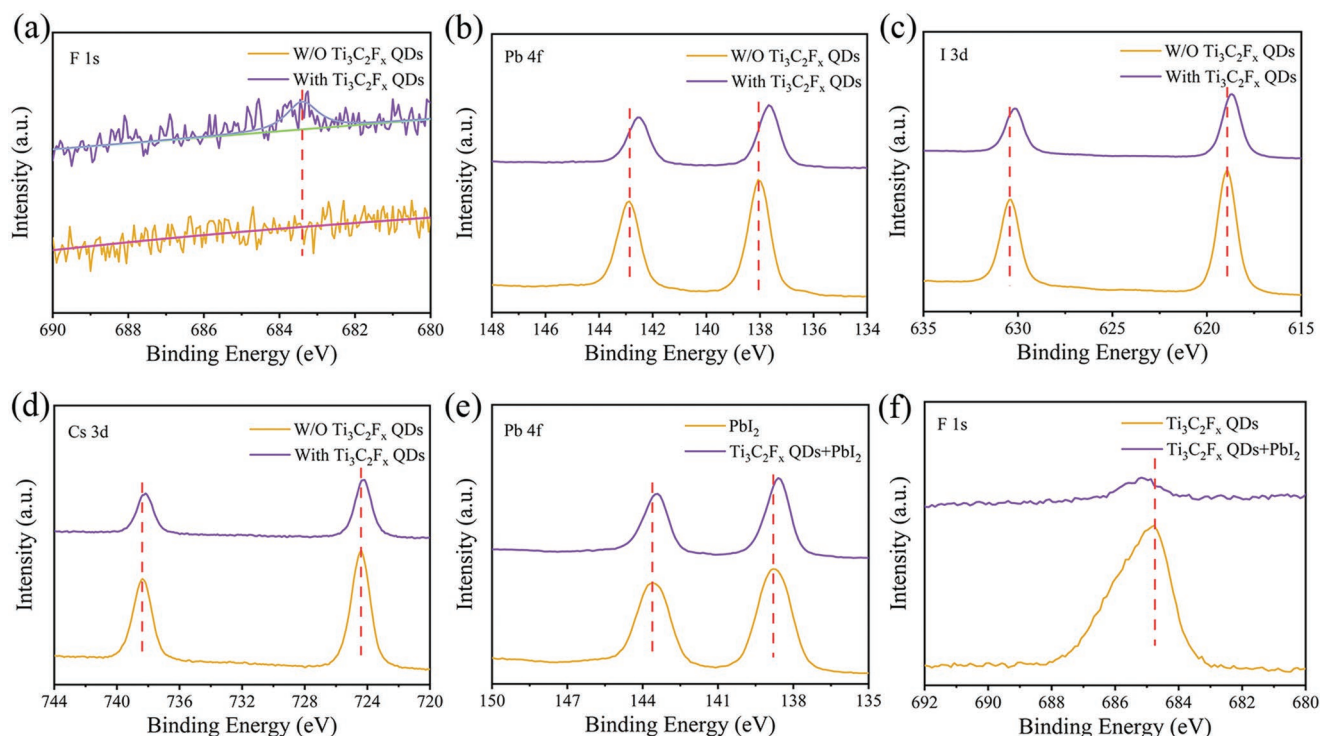 (a)
F 1s
W/O Ti₃C₂Fₓ QDs
With Ti₃C₂Fₓ QDs
Intensity (a.u.)
690 688 686 684 682 680
Binding Energy (eV)
(b)
Pb 4f
W/O Ti₃C₂Fₓ QDs
With Ti₃C₂Fₓ QDs
Intensity (a.u.)
148 146 144 142 140 138 136 134
Binding Energy (eV)
(c)
I 3d
W/O Ti₃C₂Fₓ QDs
With Ti₃C₂Fₓ QDs
Intensity (a.u.)
635 630 625 620 615
Binding Energy (eV)
(d)
Cs 3d
W/O Ti₃C₂Fₓ QDs
With Ti₃C₂Fₓ QDs
Intensity (a.u.)
744 740 736 732 728 724 720
Binding Energy (eV)
(e)
Pb 4f
PbI₂
Ti₃C₂Fₓ QDs+PbI₂
Intensity (a.u.)
150 147 144 141 138 135
Binding Energy (eV)
(f)
F 1s
Ti₃C₂Fₓ QDs
Ti₃C₂Fₓ QDs+PbI₂
Intensity (a.u.)
692 690 688 686 684 682 680
Binding Energy (eV)